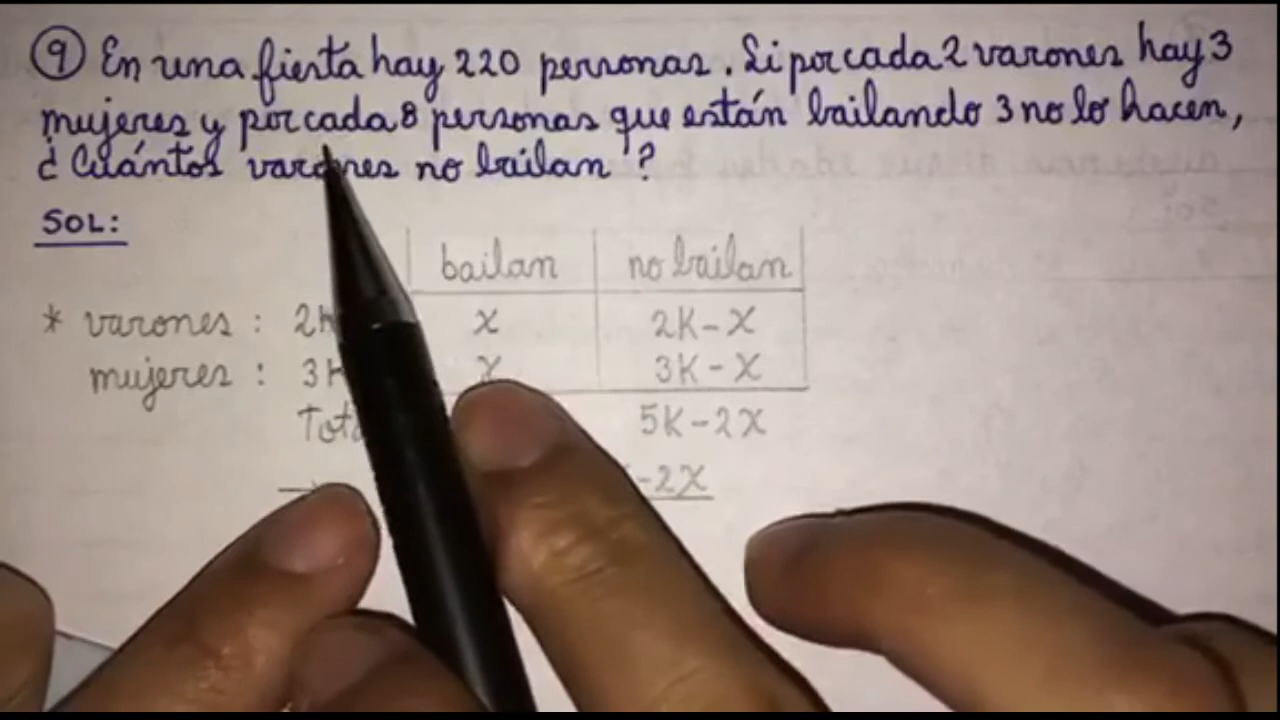 9 En una fiesta hay 220 personas. Si por cada 2 varones hay 3
mujeres y por cada 8 personas que están bailando 3 no lo hacen,
¿Cuántos varones no bailan?
SOL:
bailan no bailan
* varones : x 2K-X
mujeres : x 3K-X
5K-2X
-2X